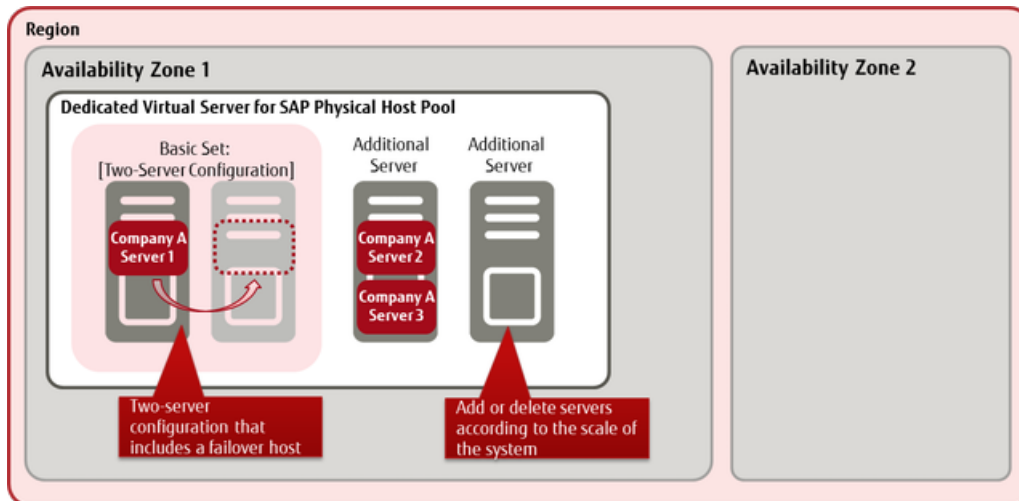 Region
Availability Zone 1
Availability Zone 2
Dedicated Virtual Server for SAP Physical Host Pool
Basic Set:
[Two-Server Configuration]
Additional
Server
Additional
Server
Company A
Server 1
Company A
Server 2
Company A
Server 3
Two-server
configuration that
includes a failover host
Add or delete servers
according to the scale of
the system